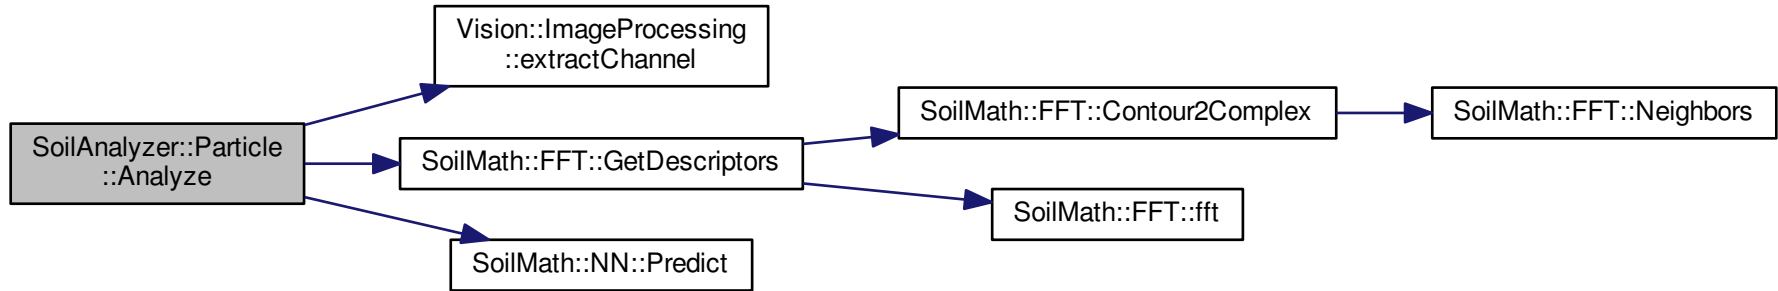 SoilAnalyzer::Particle
::Analyze
Vision::ImageProcessing
::extractChannel
SoilMath::FFT::GetDescriptors
SoilMath::NN::Predict
SoilMath::FFT::Contour2Complex
SoilMath::FFT::fft
SoilMath::FFT::Neighbors